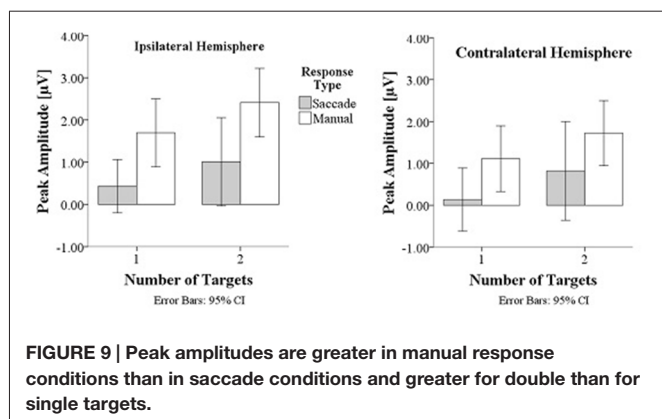 Ipsilateral Hemisphere
Peak Amplitude [µV]
4.00
3.00
2.00
1.00
0.00
-1.00
1
2
Number of Targets
Error Bars: 95% CI
Response
Type
Saccade
Manual
Contralateral Hemisphere
Peak Amplitude [µV]
4.00
3.00
2.00
1.00
0.00
-1.00
1
2
Number of Targets
Error Bars: 95% CI
FIGURE 9 | Peak amplitudes are greater in manual response
conditions than in saccade conditions and greater for double than for
single targets.